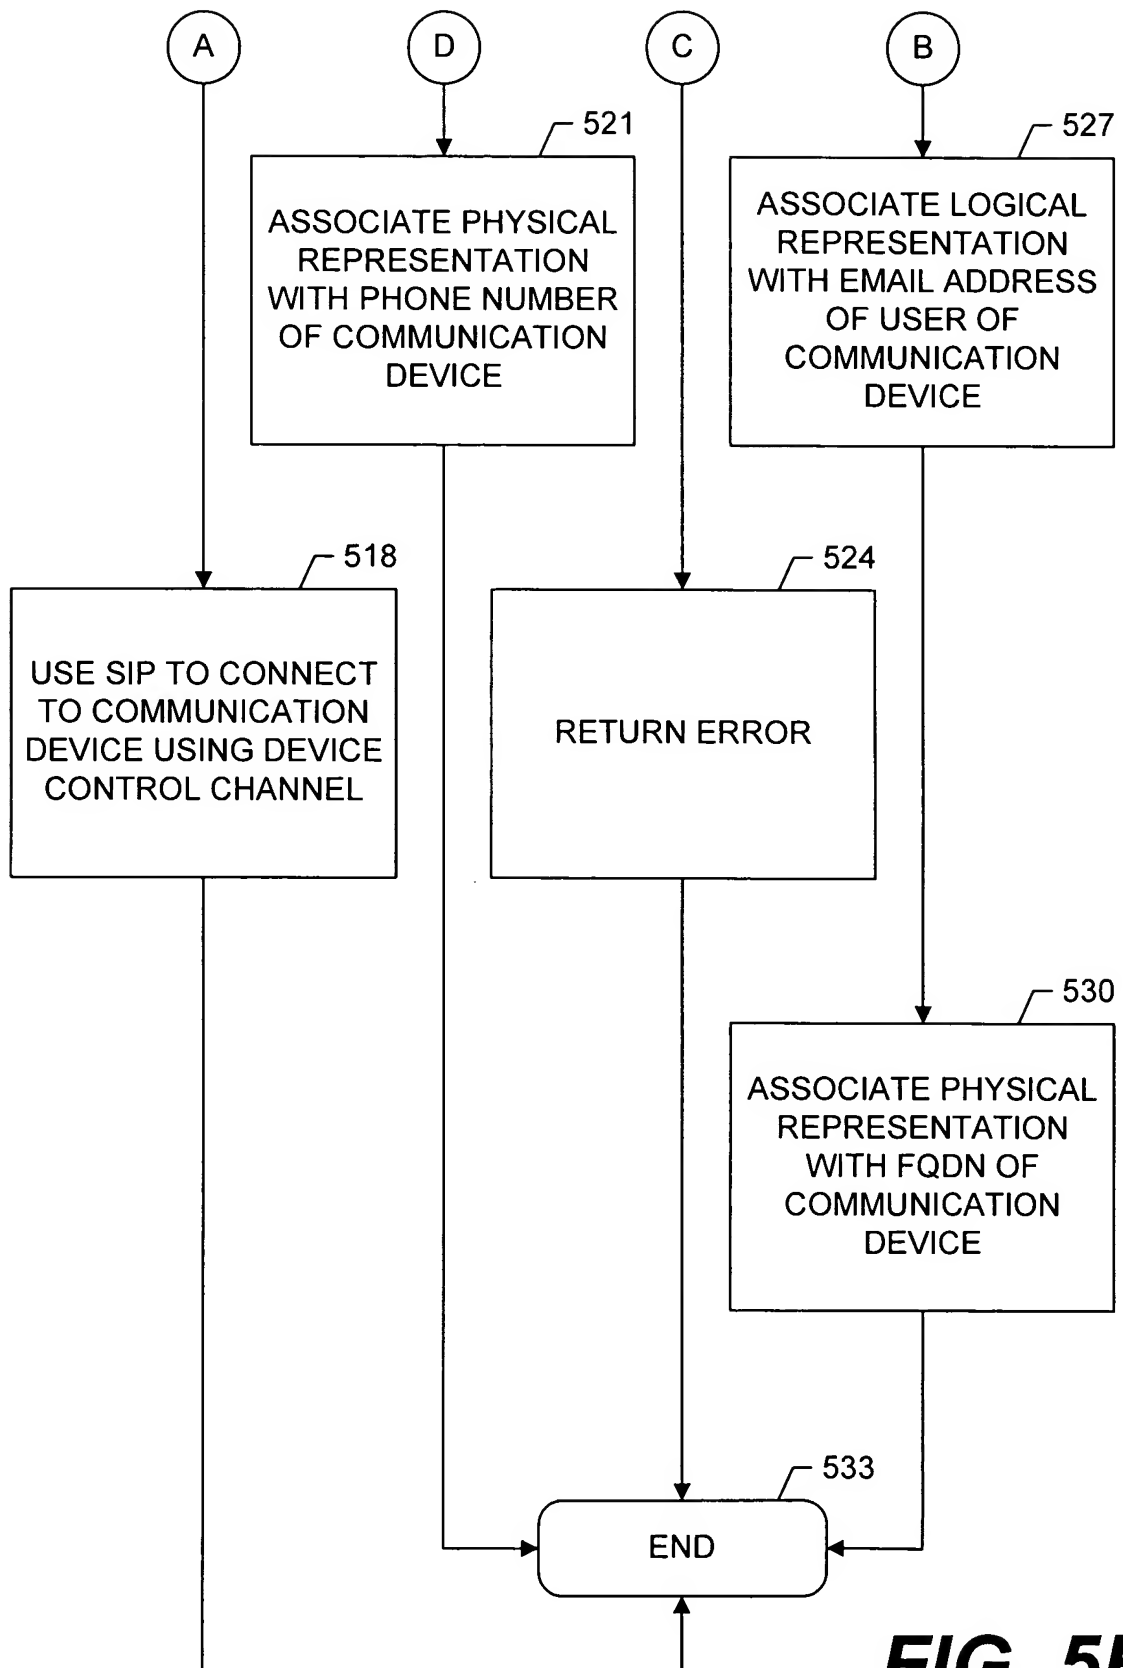 A
D
C
B
521
527
ASSOCIATE PHYSICAL
REPRESENTATION
WITH PHONE NUMBER
OF COMMUNICATION
DEVICE
ASSOCIATE LOGICAL
REPRESENTATION
WITH EMAIL ADDRESS
OF USER OF
COMMUNICATION
DEVICE
518
524
USE SIP TO CONNECT
TO COMMUNICATION
DEVICE USING DEVICE
CONTROL CHANNEL
RETURN ERROR
530
ASSOCIATE PHYSICAL
REPRESENTATION
WITH FQDN OF
COMMUNICATION
DEVICE
533
END
FIG.